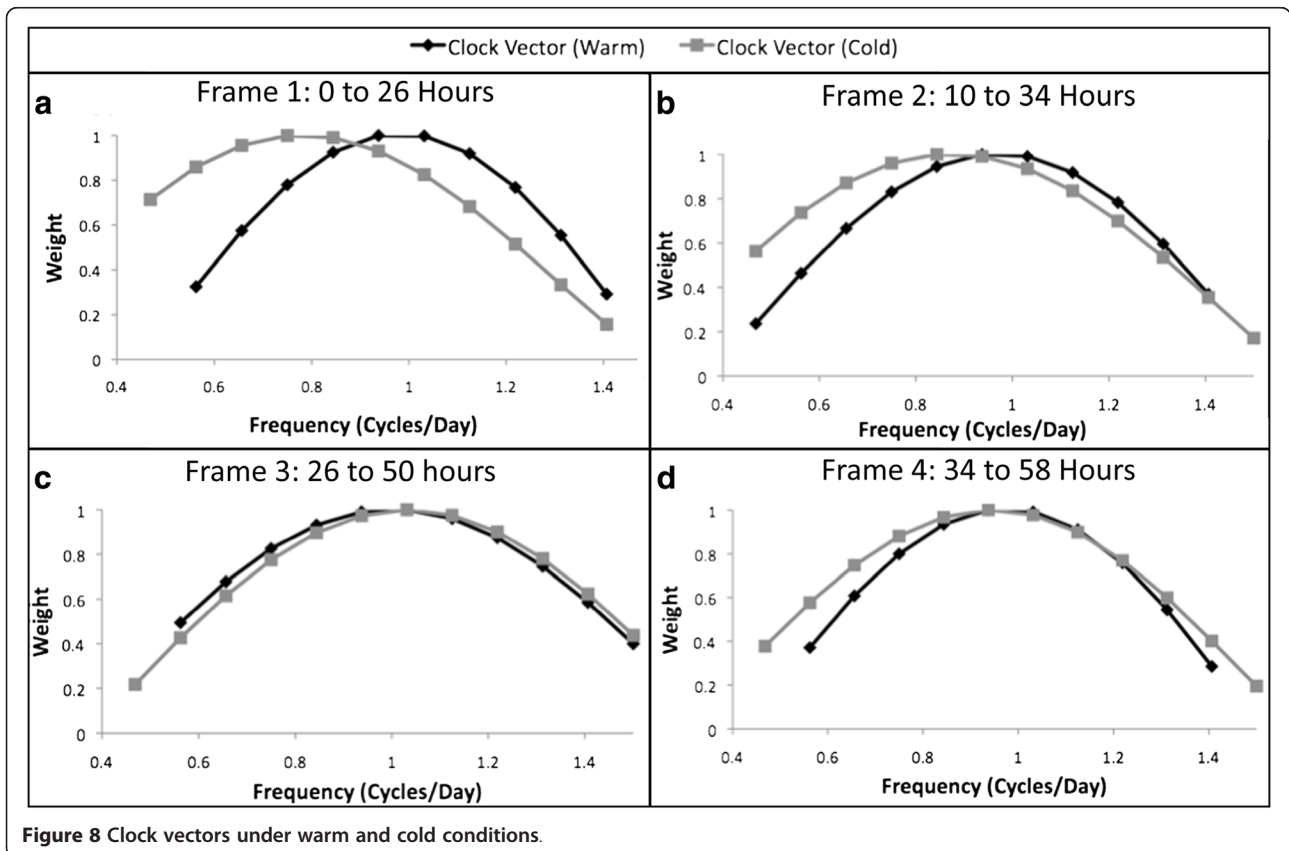 Clock Vector (Warm) Clock Vector (Cold)
a
Frame 1: 0 to 26 Hours
1
0.8
0.6
0.4
0.2
0
Weight
0.4 0.6 0.8 1 1.2 1.4
Frequency (Cycles/Day)
b
Frame 2: 10 to 34 Hours
1
0.8
0.6
0.4
0.2
0
Weight
0.4 0.6 0.8 1 1.2 1.4
Frequency (Cycles/Day)
c
Frame 3: 26 to 50 hours
1
0.8
0.6
0.4
0.2
0
Weight
0.4 0.6 0.8 1 1.2 1.4
Frequency (Cycles/Day)
d
Frame 4: 34 to 58 Hours
1
0.8
0.6
0.4
0.2
0
Weight
0.4 0.6 0.8 1 1.2 1.4
Frequency (Cycles/Day)
Figure 8 Clock vectors under warm and cold conditions.